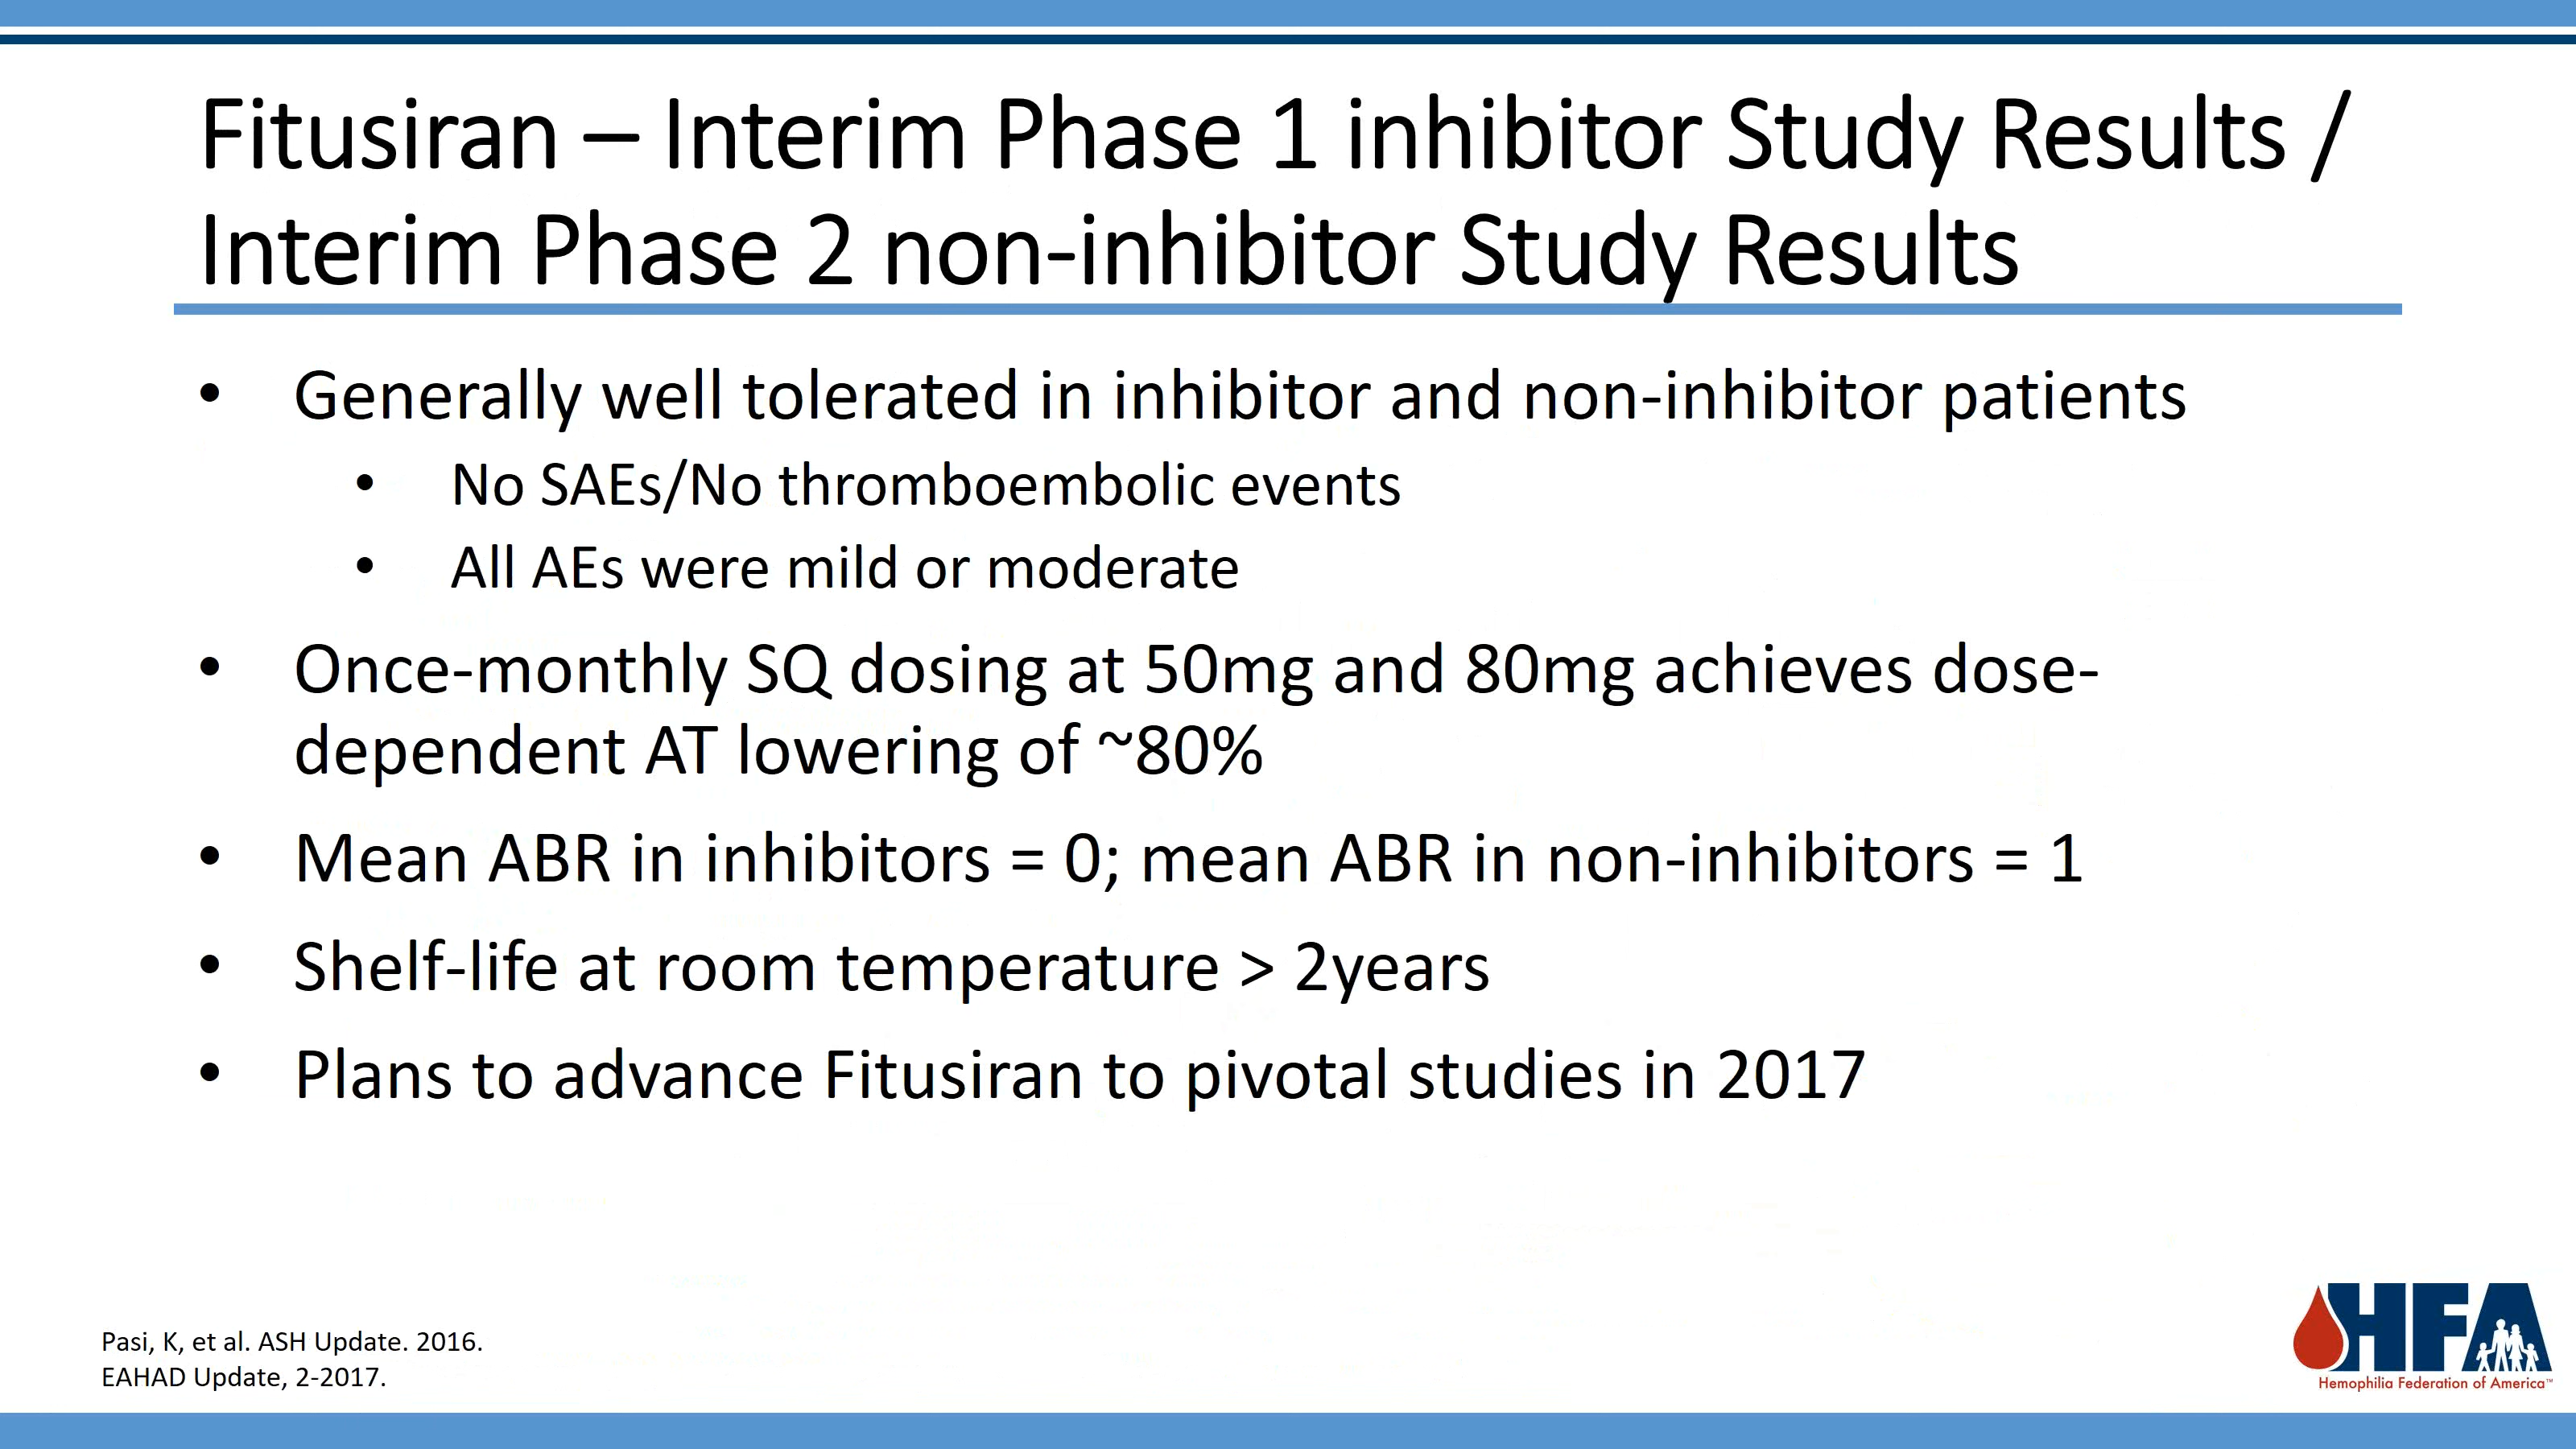 Fitusiran – Interim Phase 1 inhibitor Study Results /
Interim Phase 2 non-inhibitor Study Results
• Generally well tolerated in inhibitor and non-inhibitor patients
• No SAEs/No thromboembolic events
• All AEs were mild or moderate
• Once-monthly SQ dosing at 50mg and 80mg achieves dose-
dependent AT lowering of ~80%
• Mean ABR in inhibitors = 0; mean ABR in non-inhibitors = 1
• Shelf-life at room temperature > 2years
• Plans to advance Fitusiran to pivotal studies in 2017
Pasi, K, et al. ASH Update. 2016.
EAHAD Update, 2-2017.
HFA
Hemophilia Federation of America™